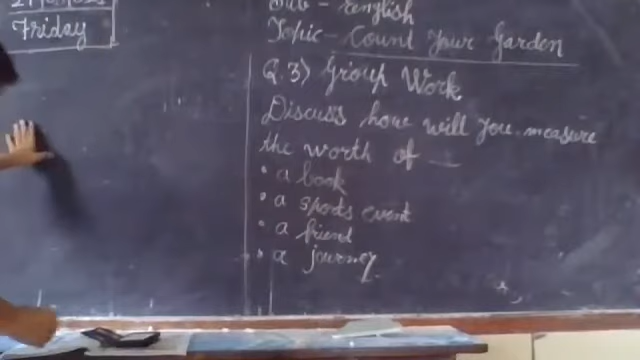 Friday
Sub - English
Topic - Count Your Garden
Q.3) Group Work
Discuss how will you measure
the worth of —
• a book
• a sports event
• a friend
• a journey.